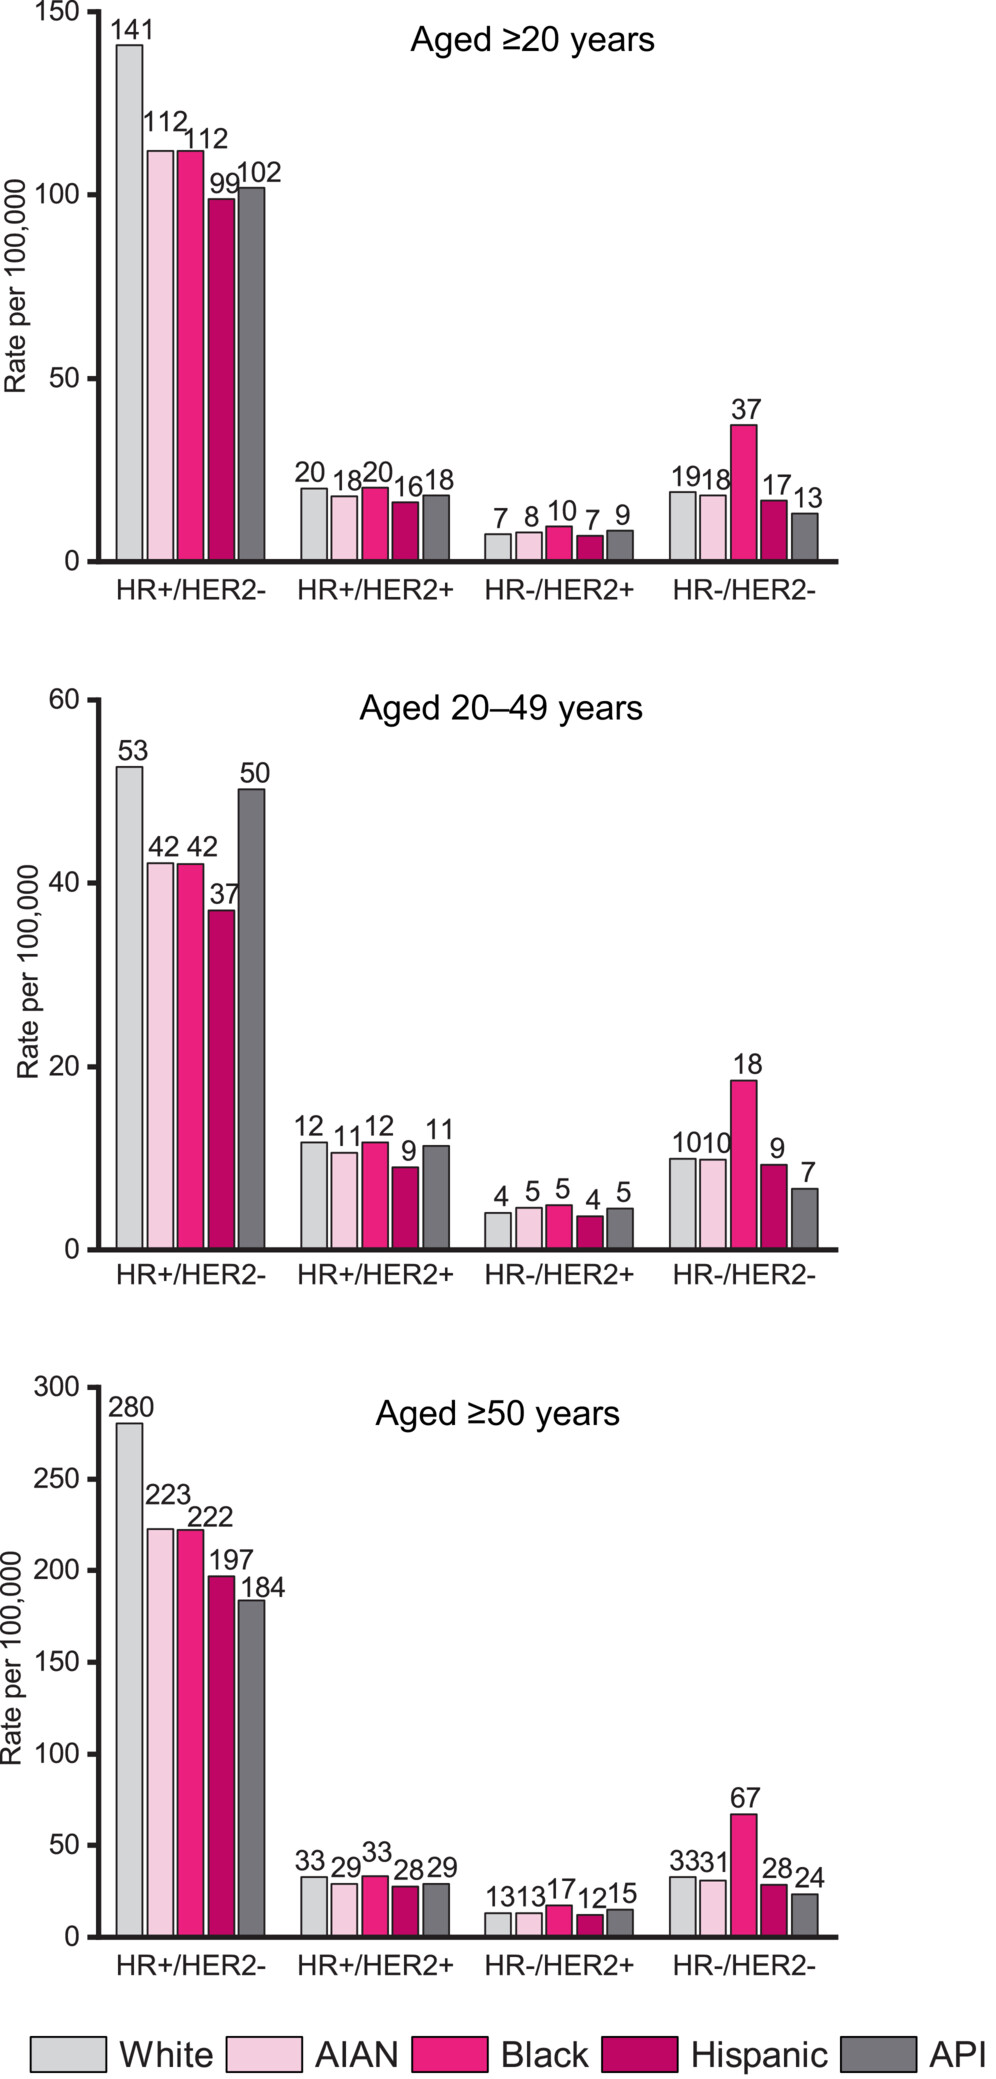 Aged ≥20 years
Rate per 100,000
150
100
50
0
141 112 112 99 102
20 18 20 16 18
7 8 10 7 9
19 18 37 17 13
HR+/HER2- HR+/HER2+ HR-/HER2+ HR-/HER2-
Aged 20–49 years
Rate per 100,000
60
40
20
0
53 42 42 37 50
12 11 12 9 11
4 5 5 4 5
10 10 18 9 7
HR+/HER2- HR+/HER2+ HR-/HER2+ HR-/HER2-
Aged ≥50 years
Rate per 100,000
300
250
200
150
100
50
0
280 223 222 197 184
33 29 33 28 29
13 13 17 12 15
33 31 67 28 24
HR+/HER2- HR+/HER2+ HR-/HER2+ HR-/HER2-
White AIAN Black Hispanic API